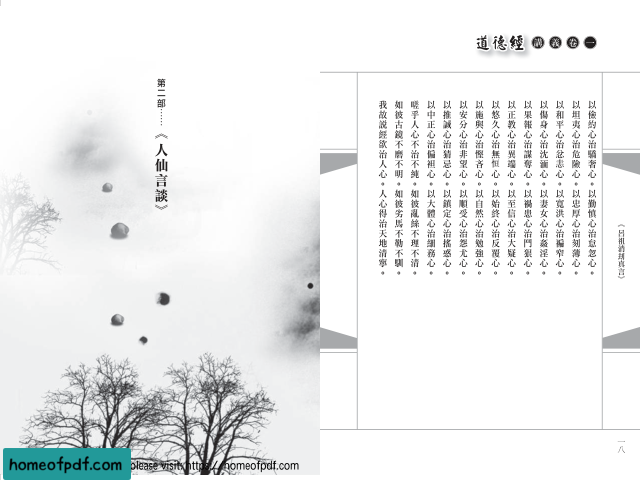 道德經 講義卷一
以儉約心治驕奢心。以勤慎心治怠忽心。
以坦夷心治危險心。以忠厚心治刻薄心。
以和平心治忿恚心。以寬洪心治褊窄心。
以傷身心治沈湎心。以妻女心治姦淫心。
以果報心治謀奪心。以禍患心治鬥狠心。
以正教心治異端心。以至信心治大疑心。
以悠久心治無恒心。以始終心治反覆心。
以施與心治慳吝心。以自然心治勉強心。
以安分心治非望心。以順受心治怨尤心。
以推誠心治猜忌心。以鎮定心治搖惑心。
以中正心治偏袒心。以大體心治細務心。
嗟乎人心不治不純。如彼亂絲不理不清。
如彼古鏡不磨不明。如彼劣馬不勒不馴。
我故說經欲治人心。人心得治天地清寧。
一八
第二部……《人仙言談》
homeofpdf.com
please visit: https://homeofpdf.com